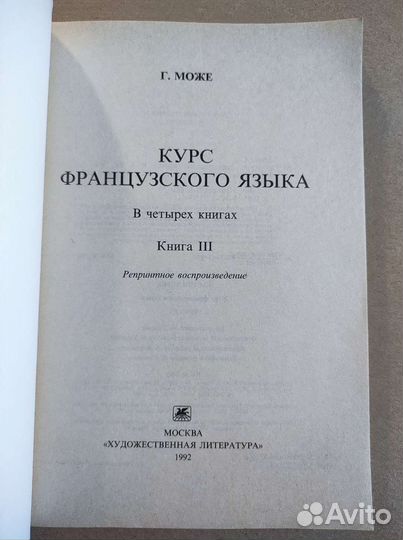 Г. МОЖЕ
КУРС
ФРАНЦУЗСКОГО ЯЗЫКА
В четырех книгах
Книга III
Репринтное воспроизведение
МОСКВА
«ХУДОЖЕСТВЕННАЯ ЛИТЕРАТУРА»
1992
Avito